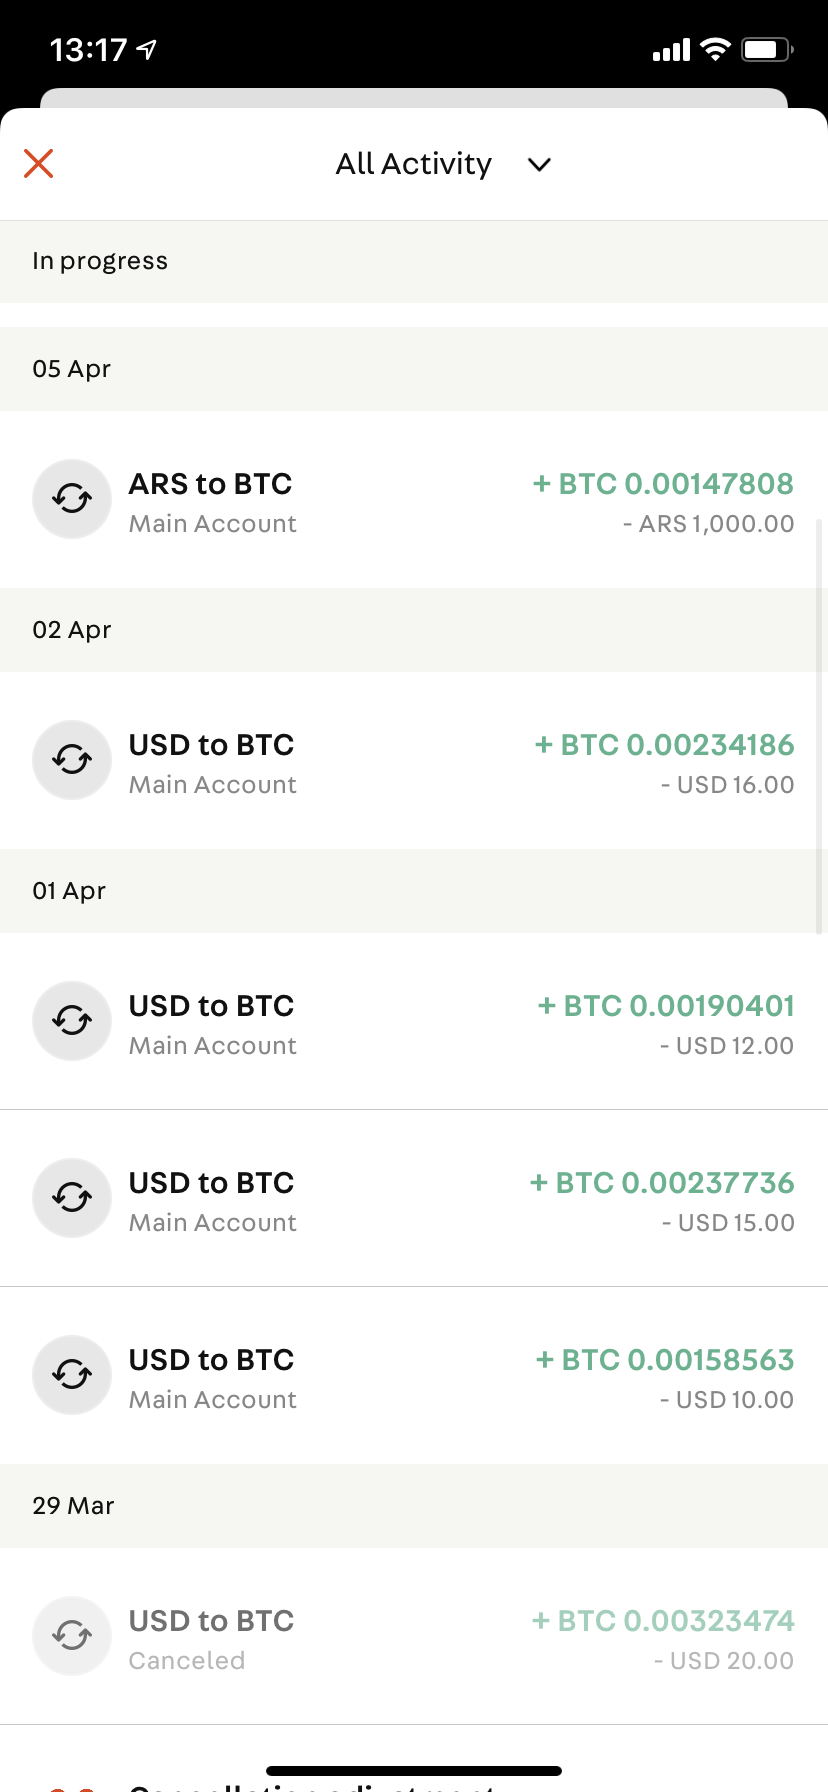 13:17
All Activity
In progress
05 Apr
ARS to BTC
+ BTC 0.00147808
Main Account
- ARS 1,000.00
02 Apr
USD to BTC
+ BTC 0.00234186
Main Account
- USD 16.00
01 Apr
USD to BTC
+ BTC 0.00190401
Main Account
- USD 12.00
USD to BTC
+ BTC 0.00237736
Main Account
- USD 15.00
USD to BTC
+ BTC 0.00158563
Main Account
- USD 10.00
29 Mar
USD to BTC
+ BTC 0.00323474
Canceled
- USD 20.00
Cancellation adjustment